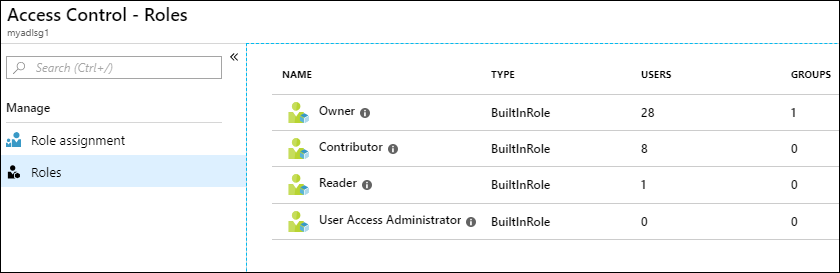 Access Control - Roles
myadlsg1
Search (Ctrl+/)
«
Manage
Role assignment
Roles
NAME TYPE USERS GROUPS
Owner BuiltInRole 28 1
Contributor BuiltInRole 8 0
Reader BuiltInRole 1 0
User Access Administrator BuiltInRole 0 0